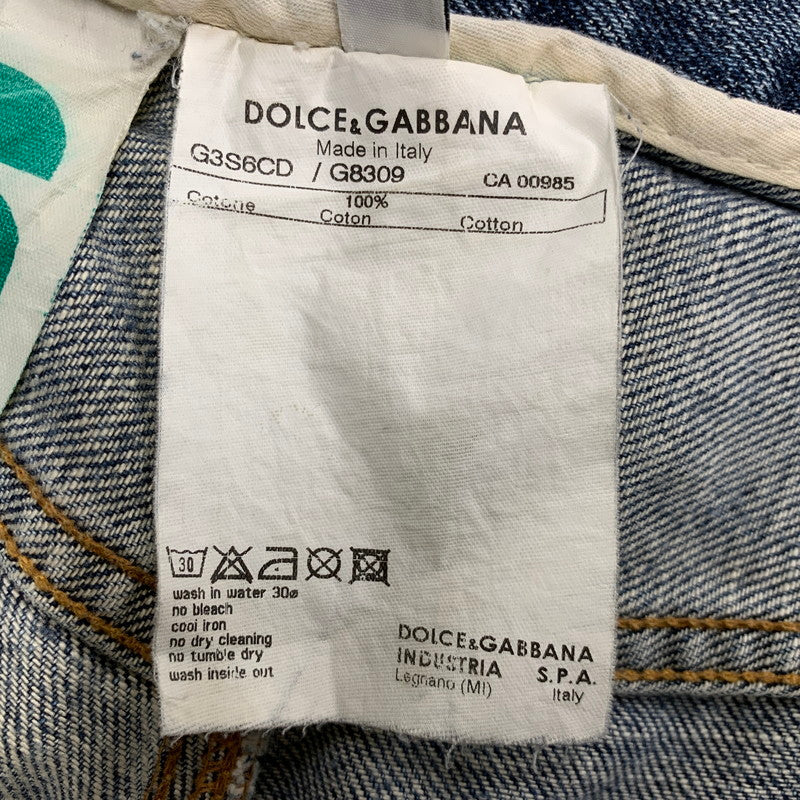 DOLCE&GABBANA
Made in Italy
G3S6CD / G8309 CA 00985
Cotone 100% Coton Cotton
30
wash in water 30ø
no bleach
cool iron
no dry cleaning
no tumble dry
wash inside out
DOLCE&GABBANA
INDUSTRIA S.P.A.
Legnano (MI) Italy